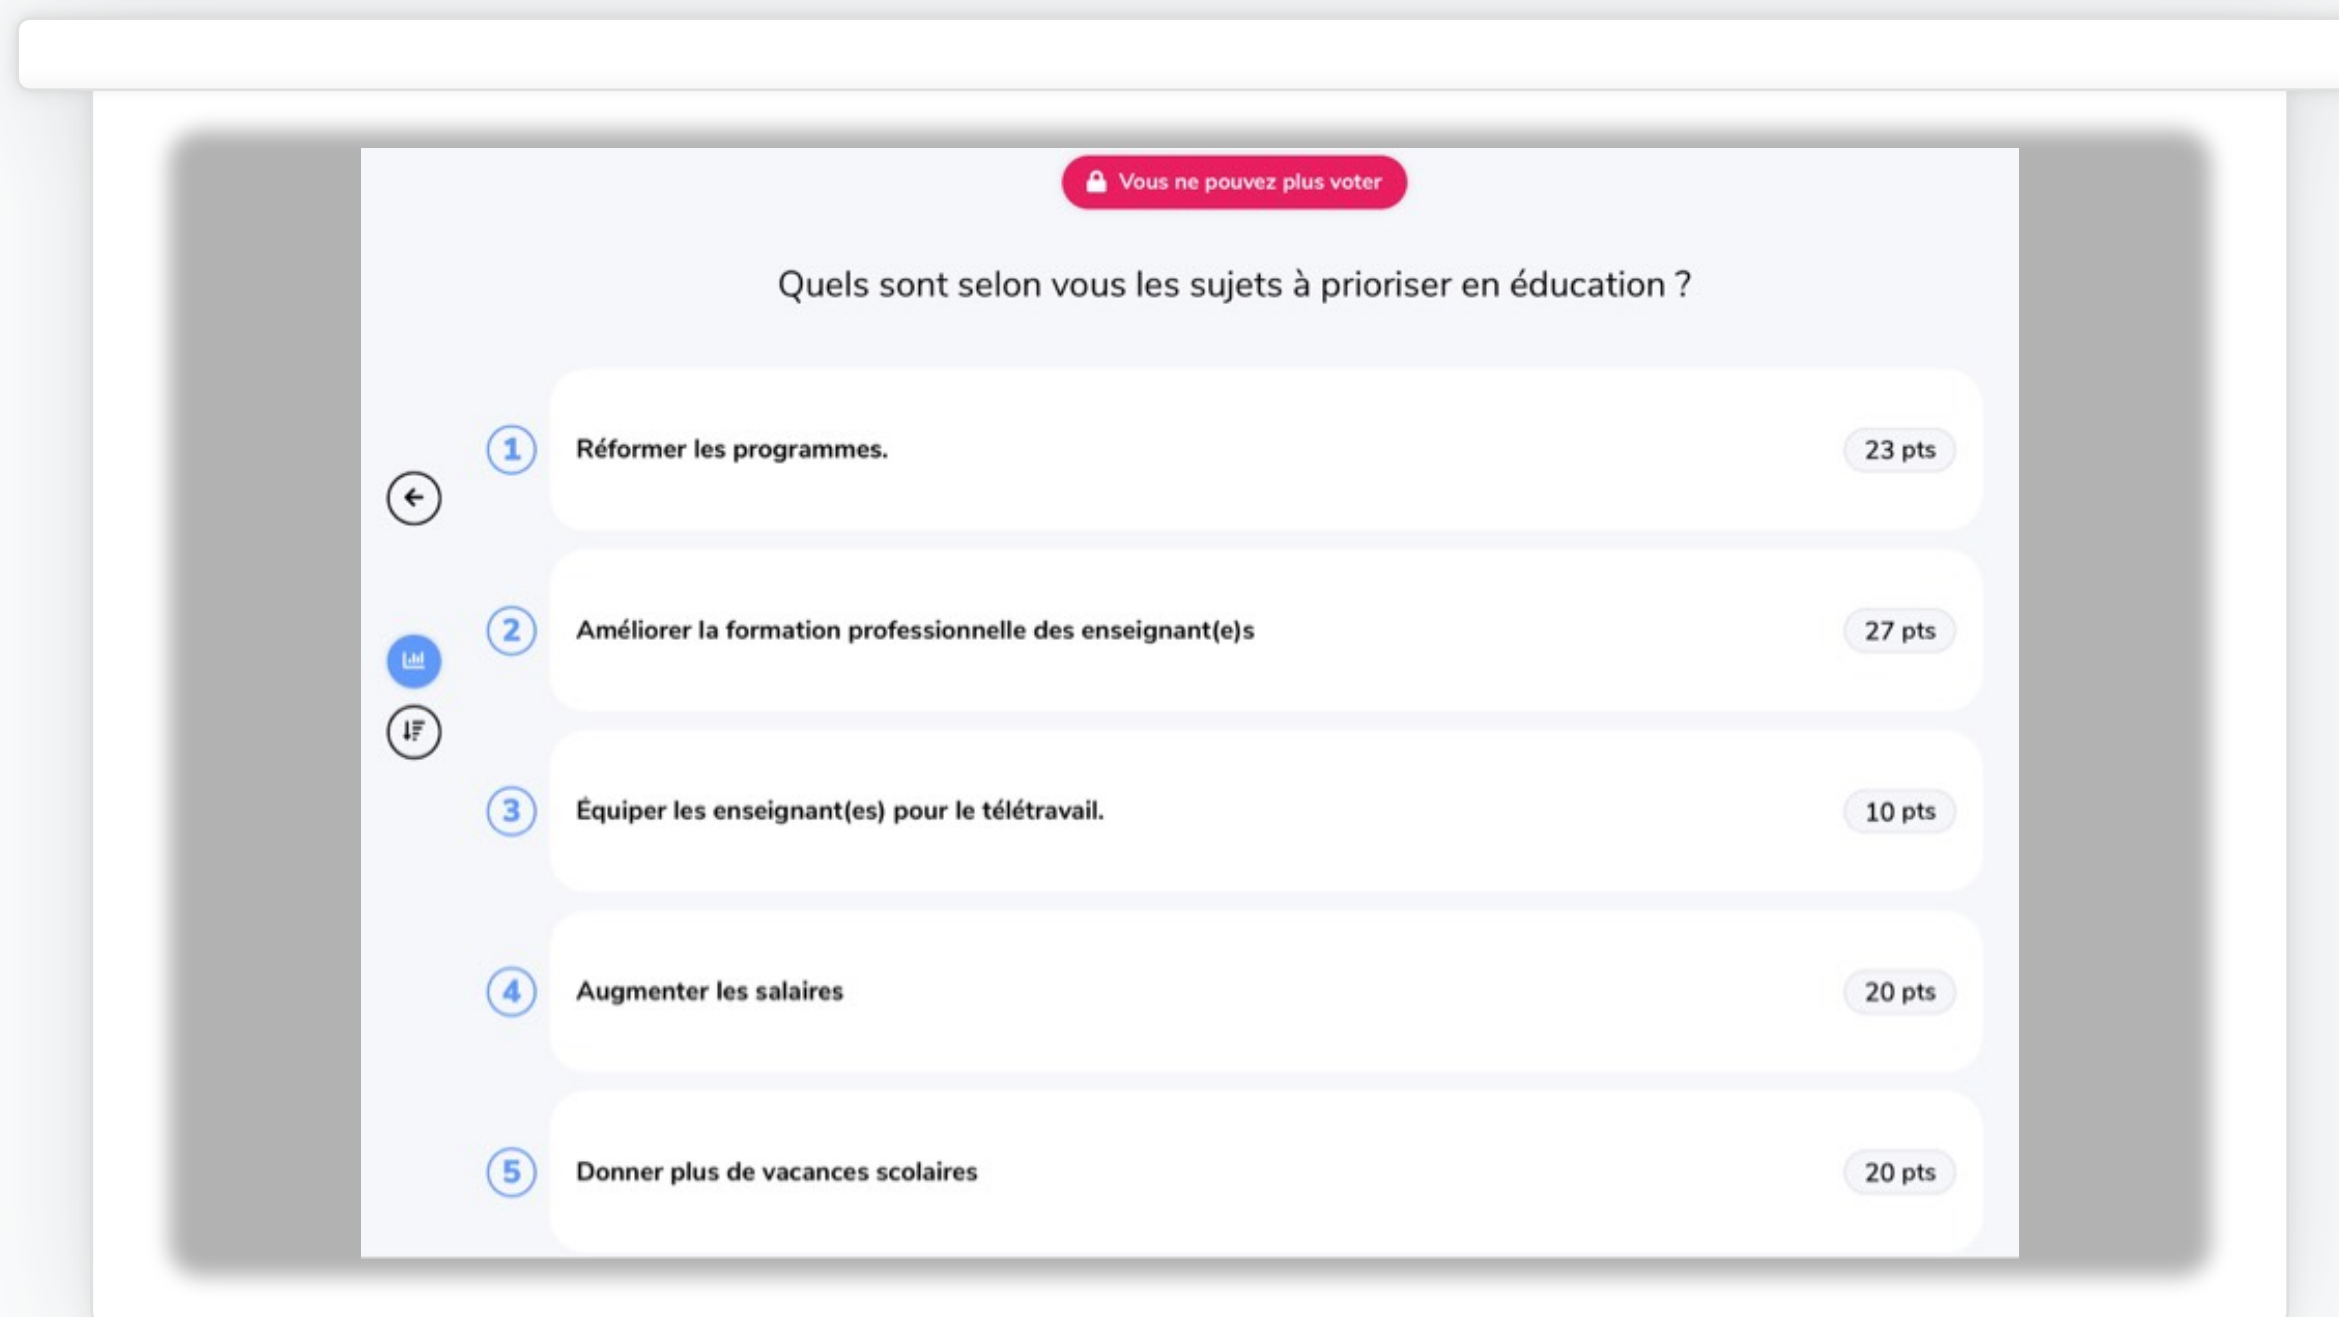 Vous ne pouvez plus voter
Quels sont selon vous les sujets à prioriser en éducation ?
1 Réformer les programmes. 23 pts
2 Améliorer la formation professionnelle des enseignant(e)s 27 pts
3 Équiper les enseignant(es) pour le télétravail. 10 pts
4 Augmenter les salaires 20 pts
5 Donner plus de vacances scolaires 20 pts